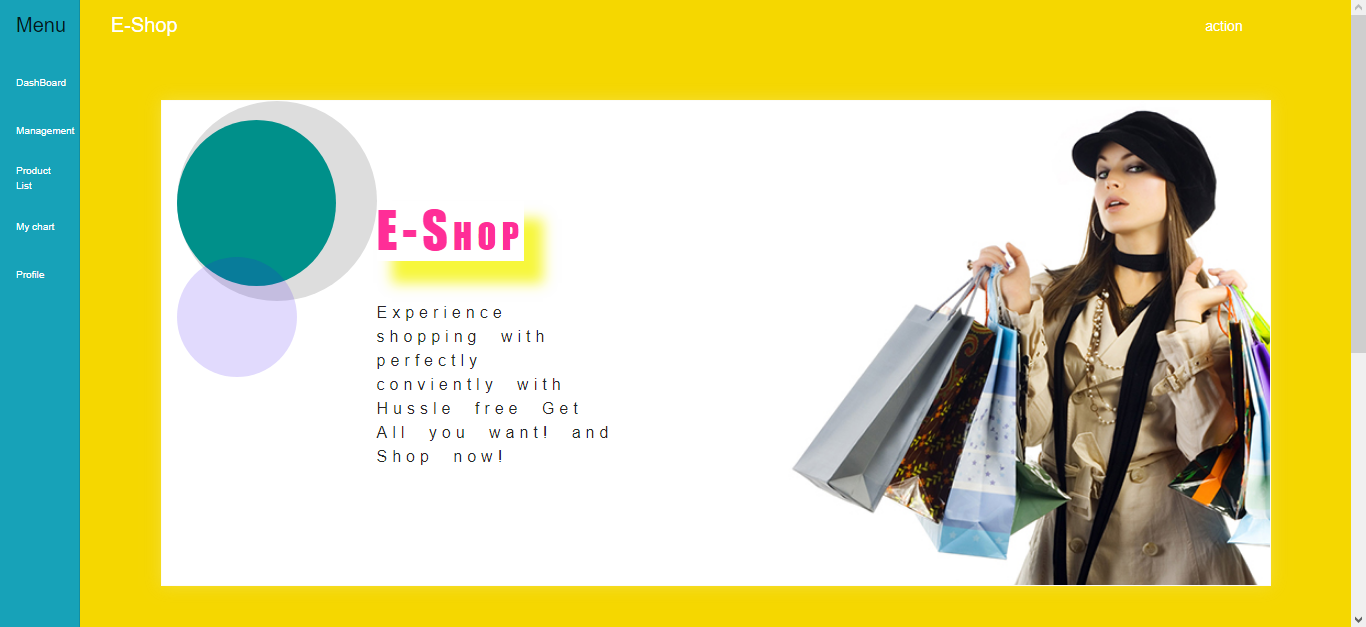 Menu
E-Shop
action
DashBoard
Management
Product
List
My chart
Profile
E-Shop
Experience
shopping with
perfectly
conviently with
Hussle free Get
All you want! and
Shop now!